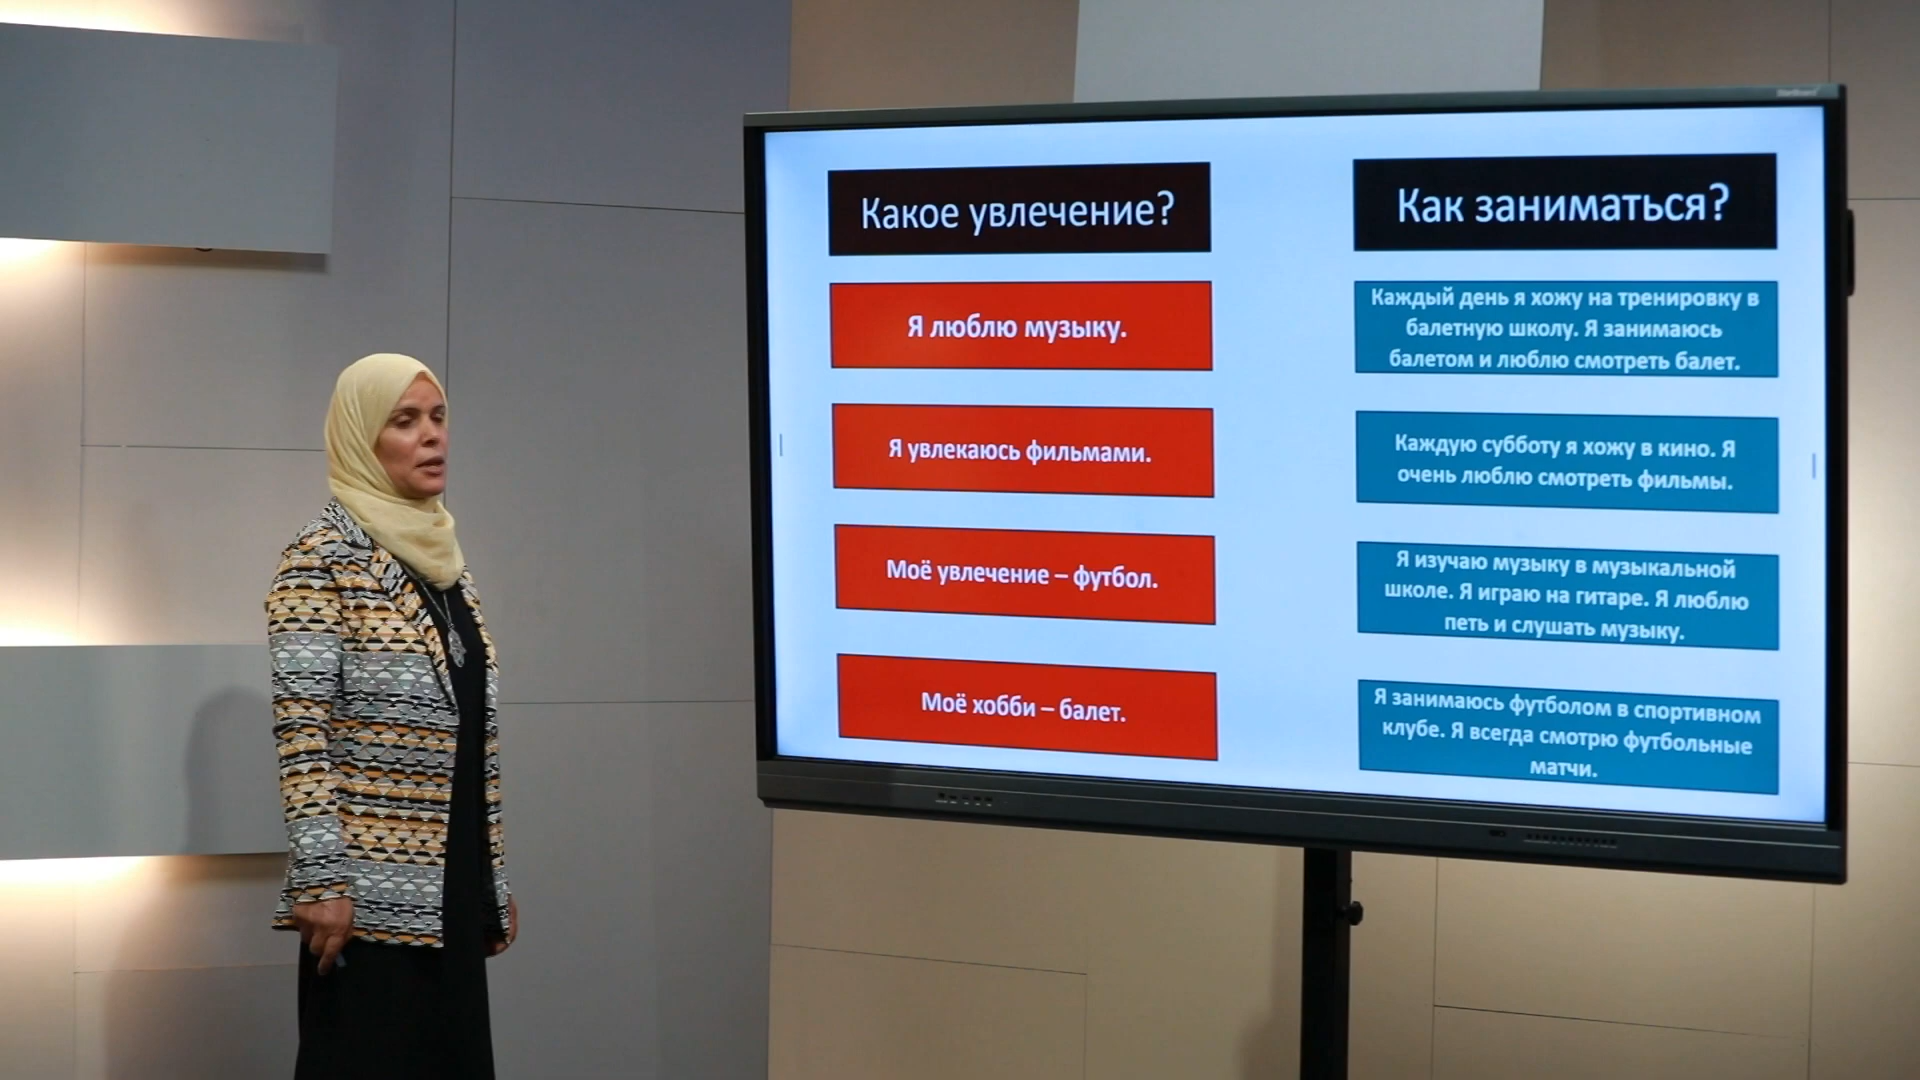 Какое увлечение?
Как заниматься?
Я люблю музыку.
Каждый день я хожу на тренировку в
балетную школу. Я занимаюсь
балетом и люблю смотреть балет.
Я увлекаюсь фильмами.
Каждую субботу я хожу в кино. Я
очень люблю смотреть фильмы.
Моё увлечение – футбол.
Я изучаю музыку в музыкальной
школе. Я играю на гитаре. Я люблю
петь и слушать музыку.
Моё хобби – балет.
Я занимаюсь футболом в спортивном
клубе. Я всегда смотрю футбольные
матчи.